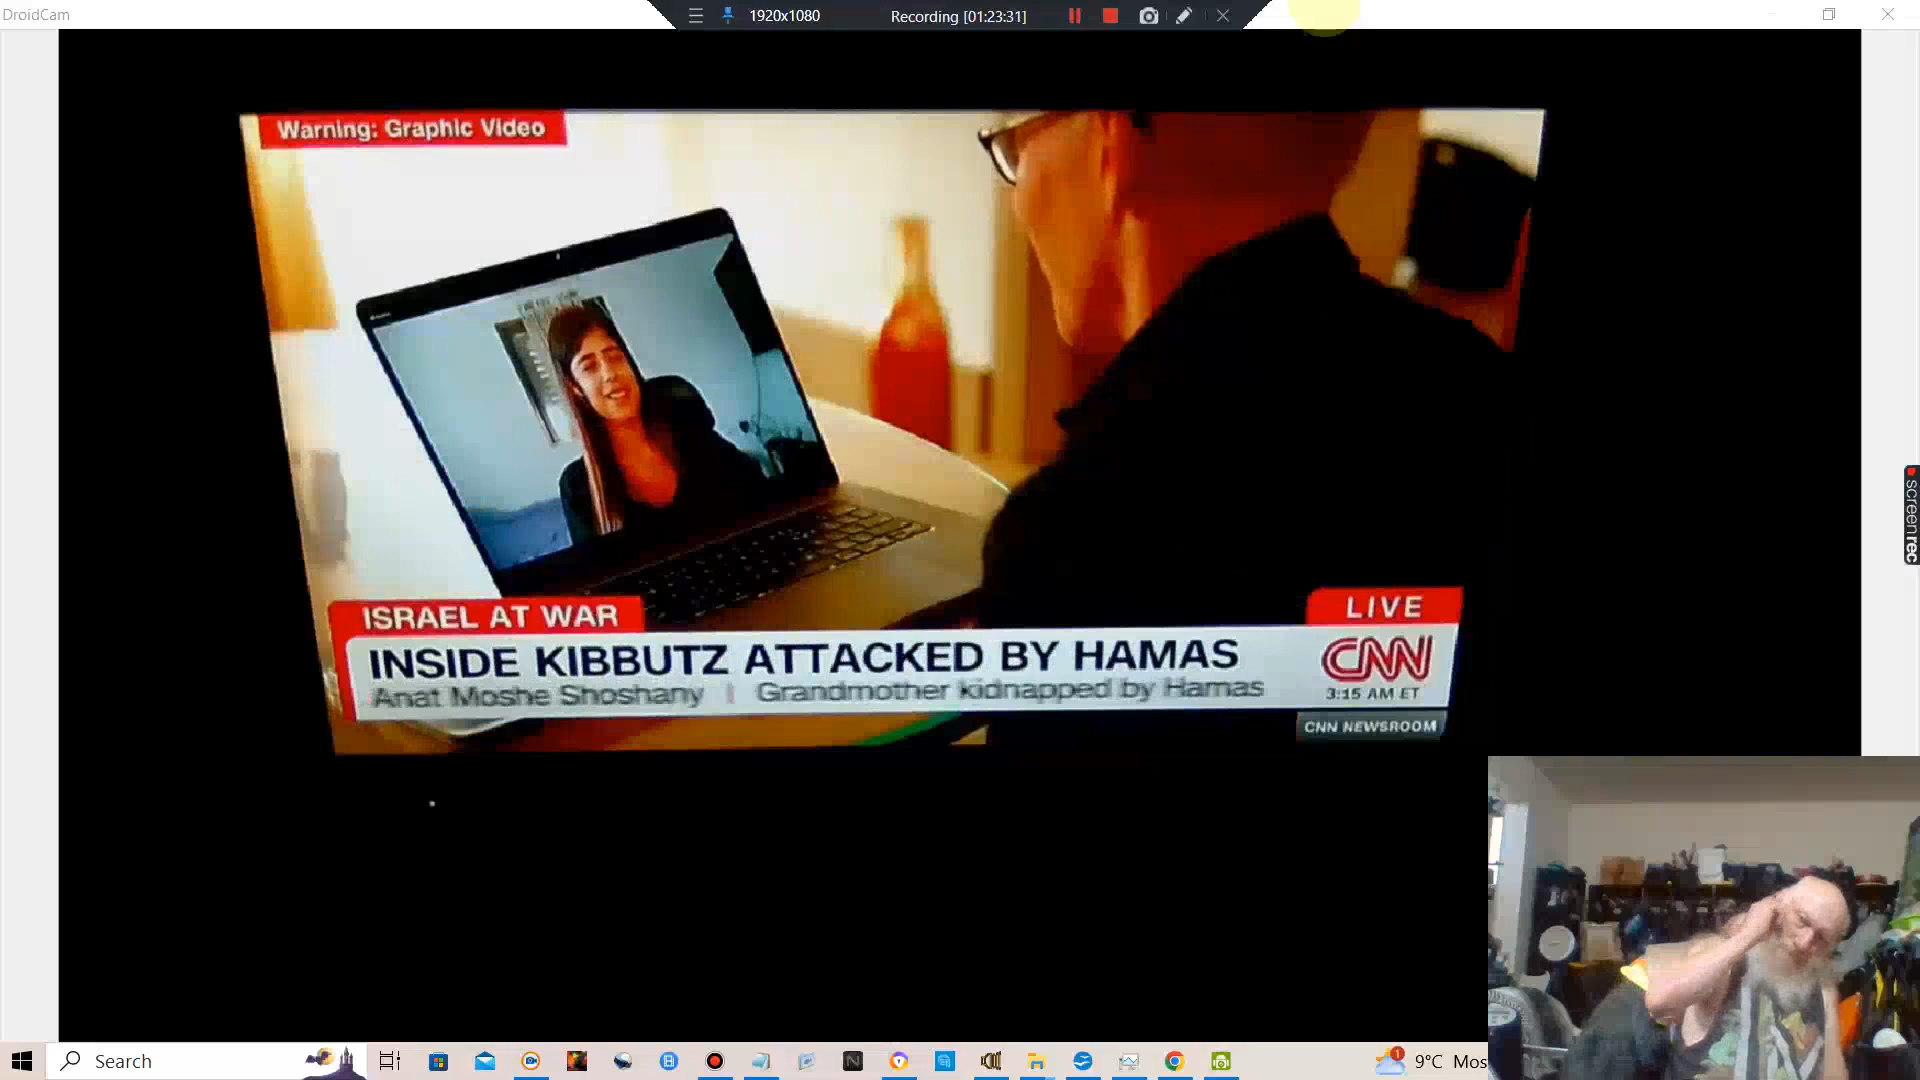 DroidCam
1920x1080
Recording [01:23:31]
Warning: Graphic Video
ISRAEL AT WAR
INSIDE KIBBUTZ ATTACKED BY HAMAS
Anat Moshe Shoshany | Grandmother kidnapped by Hamas
LIVE
CNN
3:15 AM ET
CNN NEWSROOM
screenrec
Search
1
9°C Mos